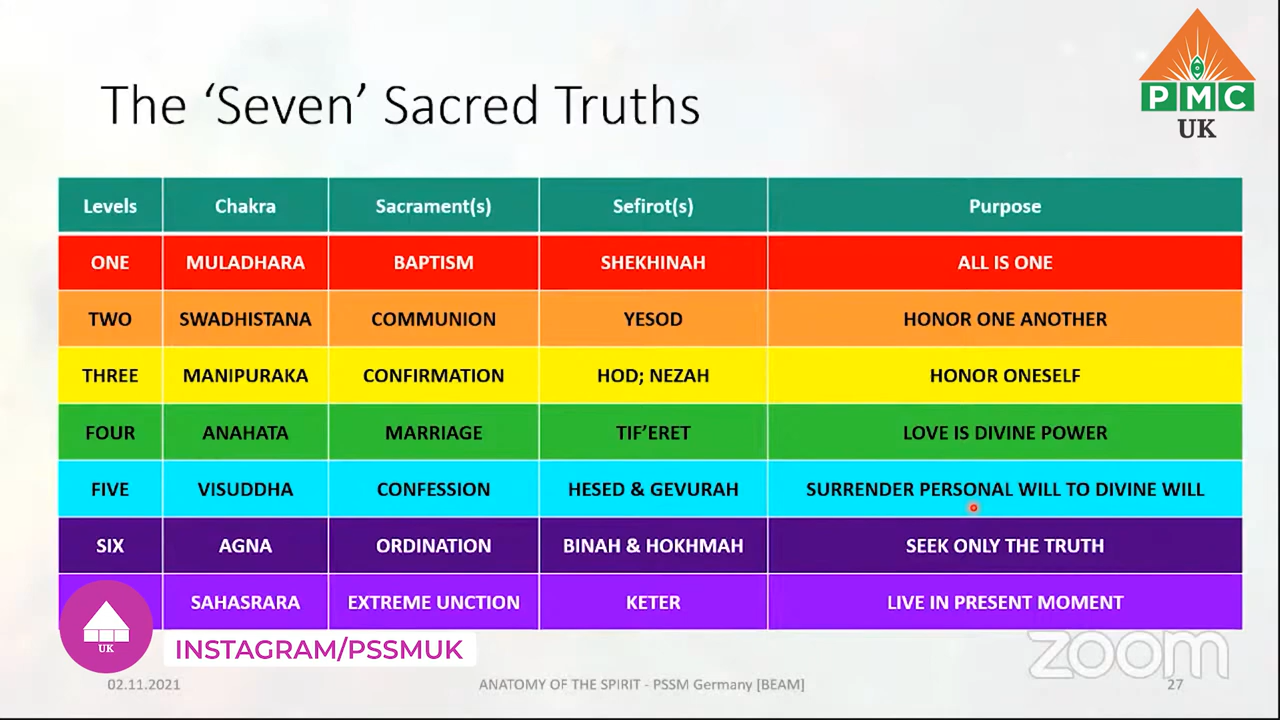 PMC
UK
The ‘Seven’ Sacred Truths
Levels Chakra Sacrament(s) Sefirot(s) Purpose
ONE MULADHARA BAPTISM SHEKHINAH ALL IS ONE
TWO SWADHISTANA COMMUNION YESOD HONOR ONE ANOTHER
THREE MANIPURAKA CONFIRMATION HOD; NEZAH HONOR ONESELF
FOUR ANAHATA MARRIAGE TIF’ERET LOVE IS DIVINE POWER
FIVE VISUDDHA CONFESSION HESED & GEVURAH SURRENDER PERSONAL WILL TO DIVINE WILL
SIX AGNA ORDINATION BINAH & HOKHMAH SEEK ONLY THE TRUTH
SAHASRARA EXTREME UNCTION KETER LIVE IN PRESENT MOMENT
UK
INSTAGRAM/PSSMUK
zoom
02.11.2021 ANATOMY OF THE SPIRIT - PSSM Germany [BEAM] 27